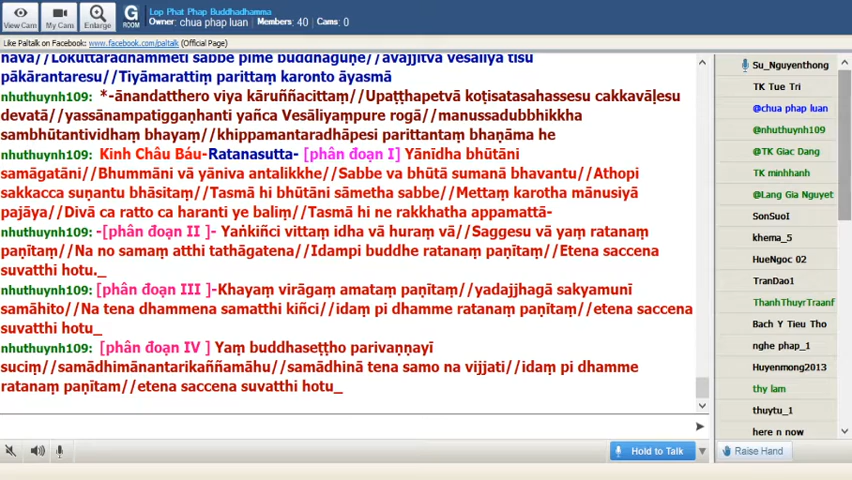 Lop Phat Phap Buddhadhamma
Owner: chua phap luan Members: 40 Cams: 0
View Cam
My Cam
Enlarge
G
ROOM
Like Paltalk on Facebook: www.facebook.com/paltalk (Official Page)
nava//Lokuttaradhammeti sabbe pime buddhaguṇe//avajjitvā vesāliyā tīsu
pākārantaresu//Tiyāmarattiṃ parittaṃ karonto āyasmā
nhuthuynh109: *-ānandatthero viya kāruññacittaṃ//Upaṭṭhapetvā koṭisatasahassesu cakkavāḷesu
devatā//yassānampatiggaṇhanti yañca Vesāliyaṃpure rogā//manussadubbhikkha
sambhūtantividhaṃ bhayaṃ//khippamantaradhāpesi parittantaṃ bhaṇāma he
nhuthuynh109: Kinh Châu Báu-Ratanasutta- [phân đoạn I] Yānīdha bhūtāni
samāgatāni//Bhummāni vā yāniva antalikkhe//Sabbe va bhūtā sumanā bhavantu//Athopi
sakkacca suṇantu bhāsitaṃ//Tasmā hi bhūtāni sāmetha sabbe//Mettaṃ karotha mānusiyā
pajāya//Divā ca ratto ca haranti ye baliṃ//Tasmā hi ne rakkhatha appamattā-
nhuthuynh109: -[phân đoạn II ]- Yaṅkiñci vittaṃ idha vā huraṃ vā//Saggesu vā yaṃ ratanaṃ
paṇītaṃ//Na no samaṃ atthi tathāgatena//Idampi buddhe ratanaṃ paṇītaṃ//Etena saccena
suvatthi hotu._
nhuthuynh109: [phân đoạn III ]-Khayaṃ virāgaṃ amataṃ paṇītaṃ//yadajjhagā sakyamunī
samāhito//Na tena dhammena samatthi kiñci//idaṃ pi dhamme ratanaṃ paṇītaṃ//etena saccena
suvatthi hotu_
nhuthuynh109: [phân đoạn IV ] Yaṃ buddhaseṭṭho parivaṇṇayī
suciṃ//samādhimānantarikaññamāhu//samādhinā tena samo na vijjati//idaṃ pi dhamme
ratanaṃ paṇītaṃ//etena saccena suvatthi hotu_
Su_Nguyenthong
TK Tue Tri
@chua phap luan
@nhuthuynh109
@TK Giac Dang
TK minhhanh
@Lang Gia Nguyet
SonSuoI
khema_5
HueNgoc 02
TranDao1
ThanhThuyrTraanf
Bach Y Tieu Tho
nghe phap_1
Huyenmong2013
thy lam
thuytu_1
here n now
Hold to Talk
Raise Hand